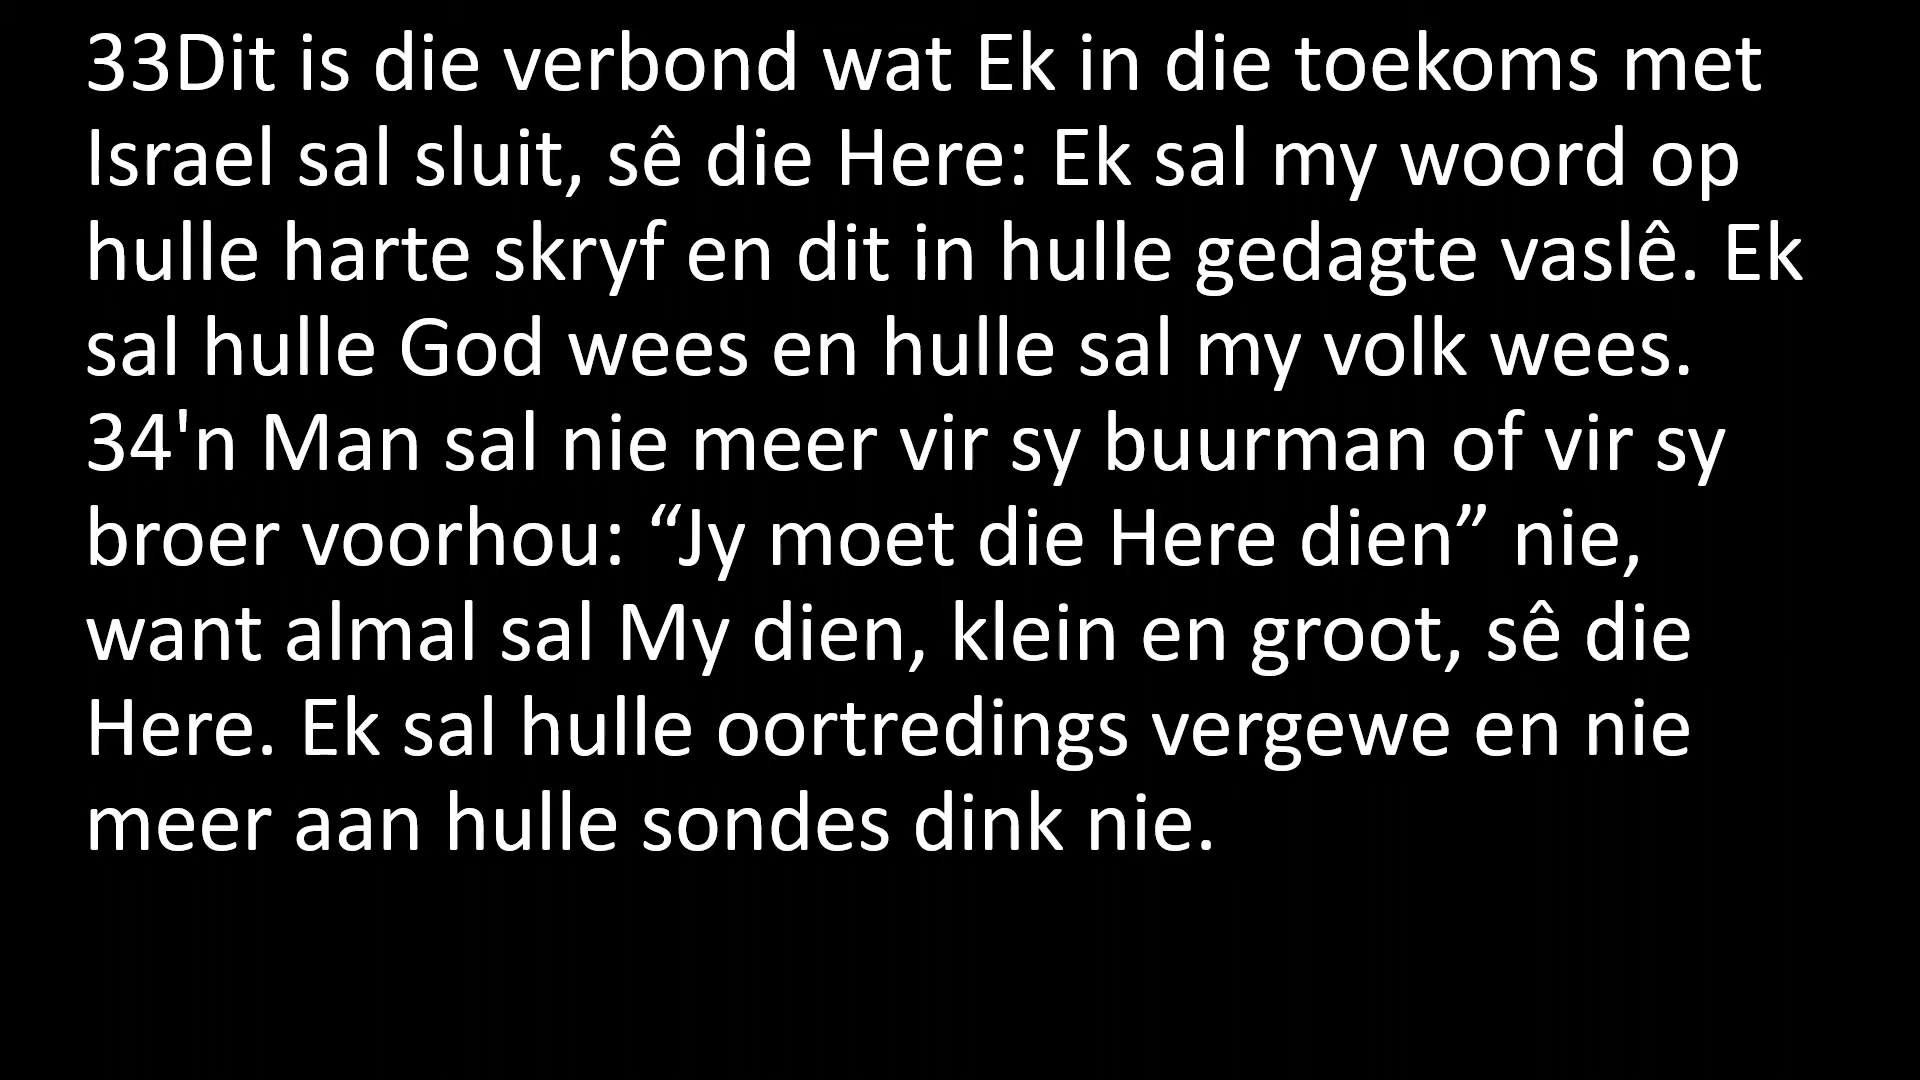 33Dit is die verbond wat Ek in die toekoms met
Israel sal sluit, sê die Here: Ek sal my woord op
hulle harte skryf en dit in hulle gedagte vaslê. Ek
sal hulle God wees en hulle sal my volk wees.
34'n Man sal nie meer vir sy buurman of vir sy
broer voorhou: “Jy moet die Here dien” nie,
want almal sal My dien, klein en groot, sê die
Here. Ek sal hulle oortredings vergewe en nie
meer aan hulle sondes dink nie.